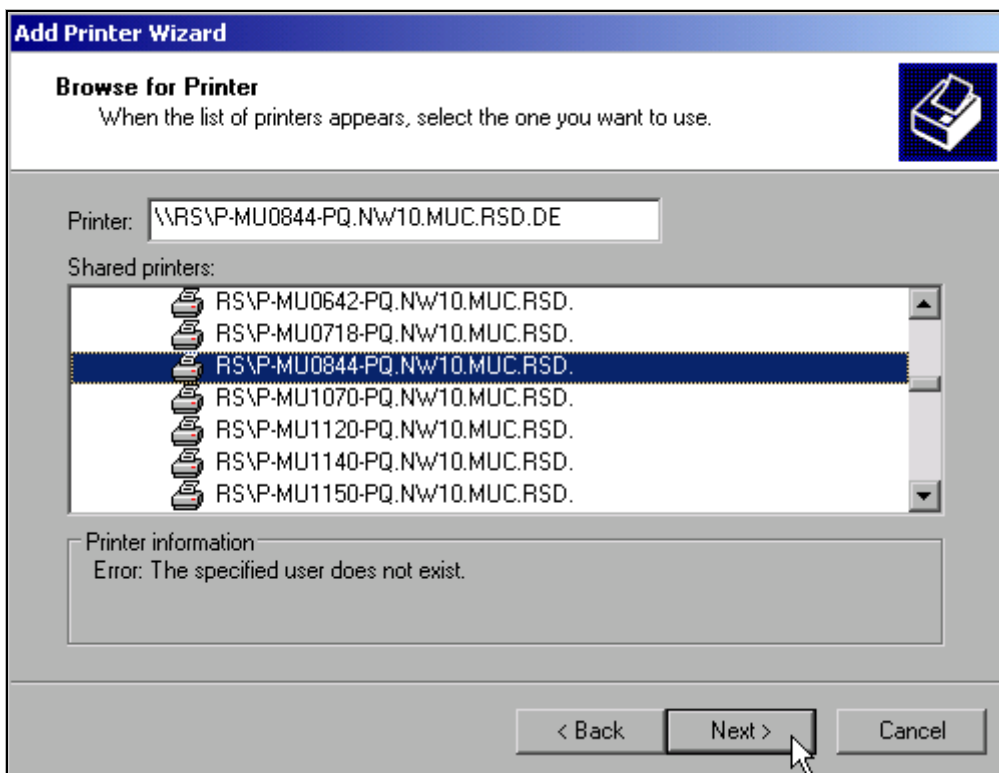 Add Printer Wizard
Browse for Printer
When the list of printers appears, select the one you want to use.
Printer: \\RS\P-MU0844-PQ.NW10.MUC.RSD.DE
Shared printers:
RS\P-MU0642-PQ.NW10.MUC.RSD.
RS\P-MU0718-PQ.NW10.MUC.RSD.
RS\P-MU0844-PQ.NW10.MUC.RSD.
RS\P-MU1070-PQ.NW10.MUC.RSD.
RS\P-MU1120-PQ.NW10.MUC.RSD.
RS\P-MU1140-PQ.NW10.MUC.RSD.
RS\P-MU1150-PQ.NW10.MUC.RSD.
Printer information
Error: The specified user does not exist.
< Back Next > Cancel